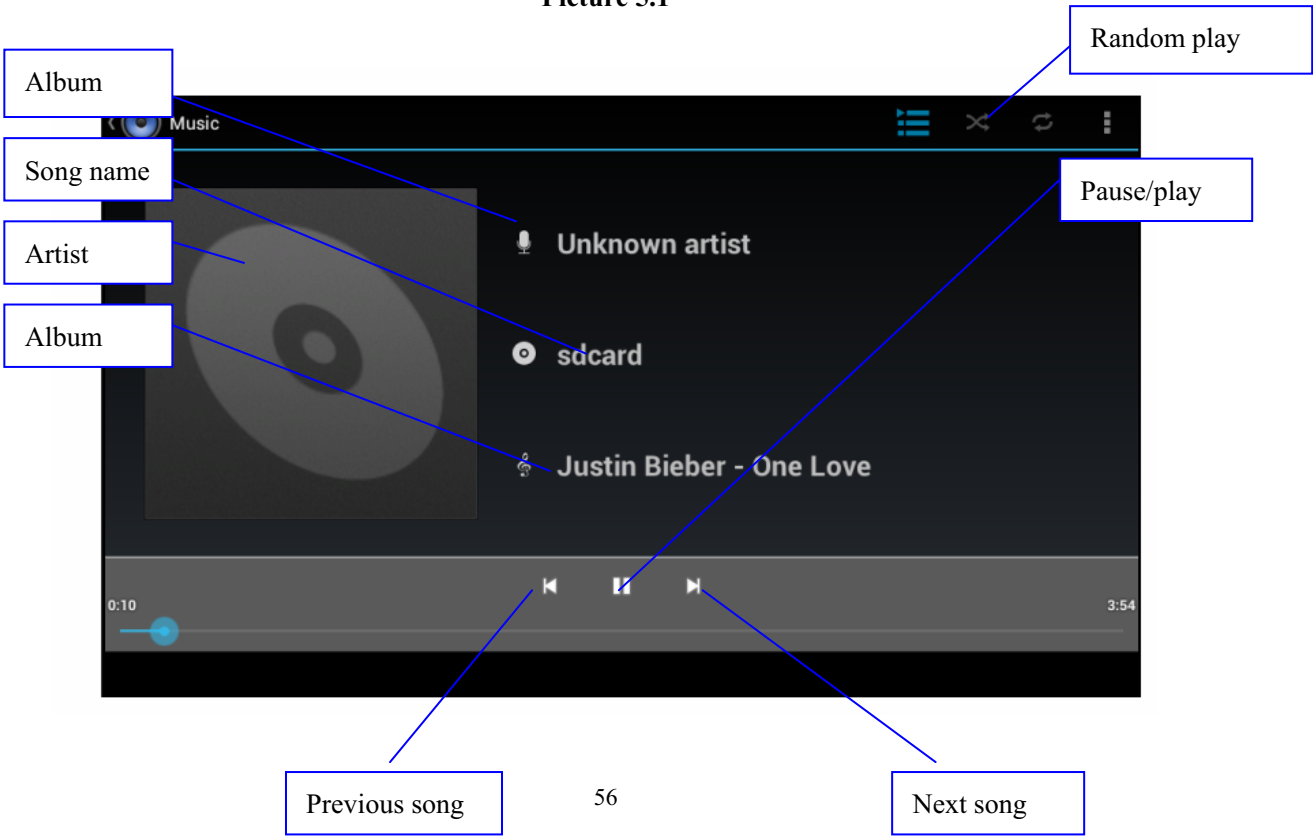 Picture 5.1
Random play
Album
Music
Song name
Pause/play
Unknown artist
Artist
Album
sdcard
Justin Bieber - One Love
0:10
3:54
Previous song
56
Next song